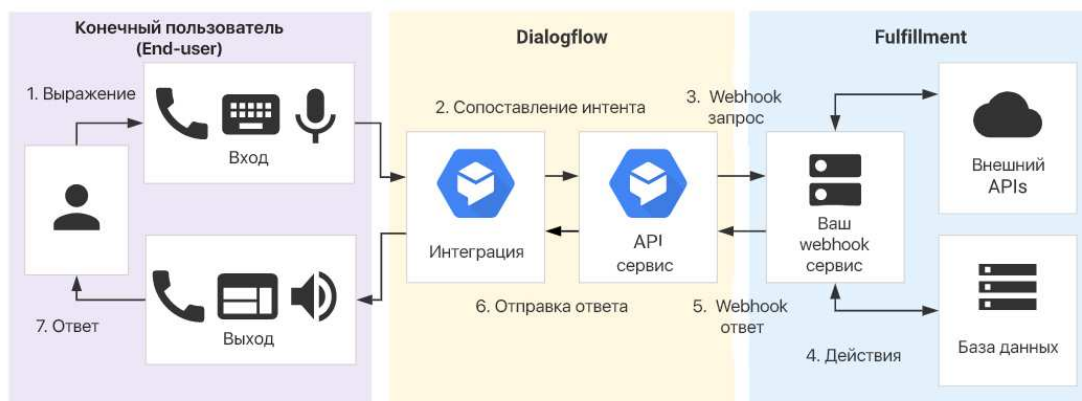 Конечный пользователь
(End-user)
Dialogflow
Fulfillment
1. Выражение
Вход
2. Сопоставление интента
3. Webhook
запрос
Внешний
APIs
Интеграция
API
сервис
Ваш
webhook
сервис
7. Ответ
Выход
6. Отправка ответа
5. Webhook
ответ
4. Действия
База данных